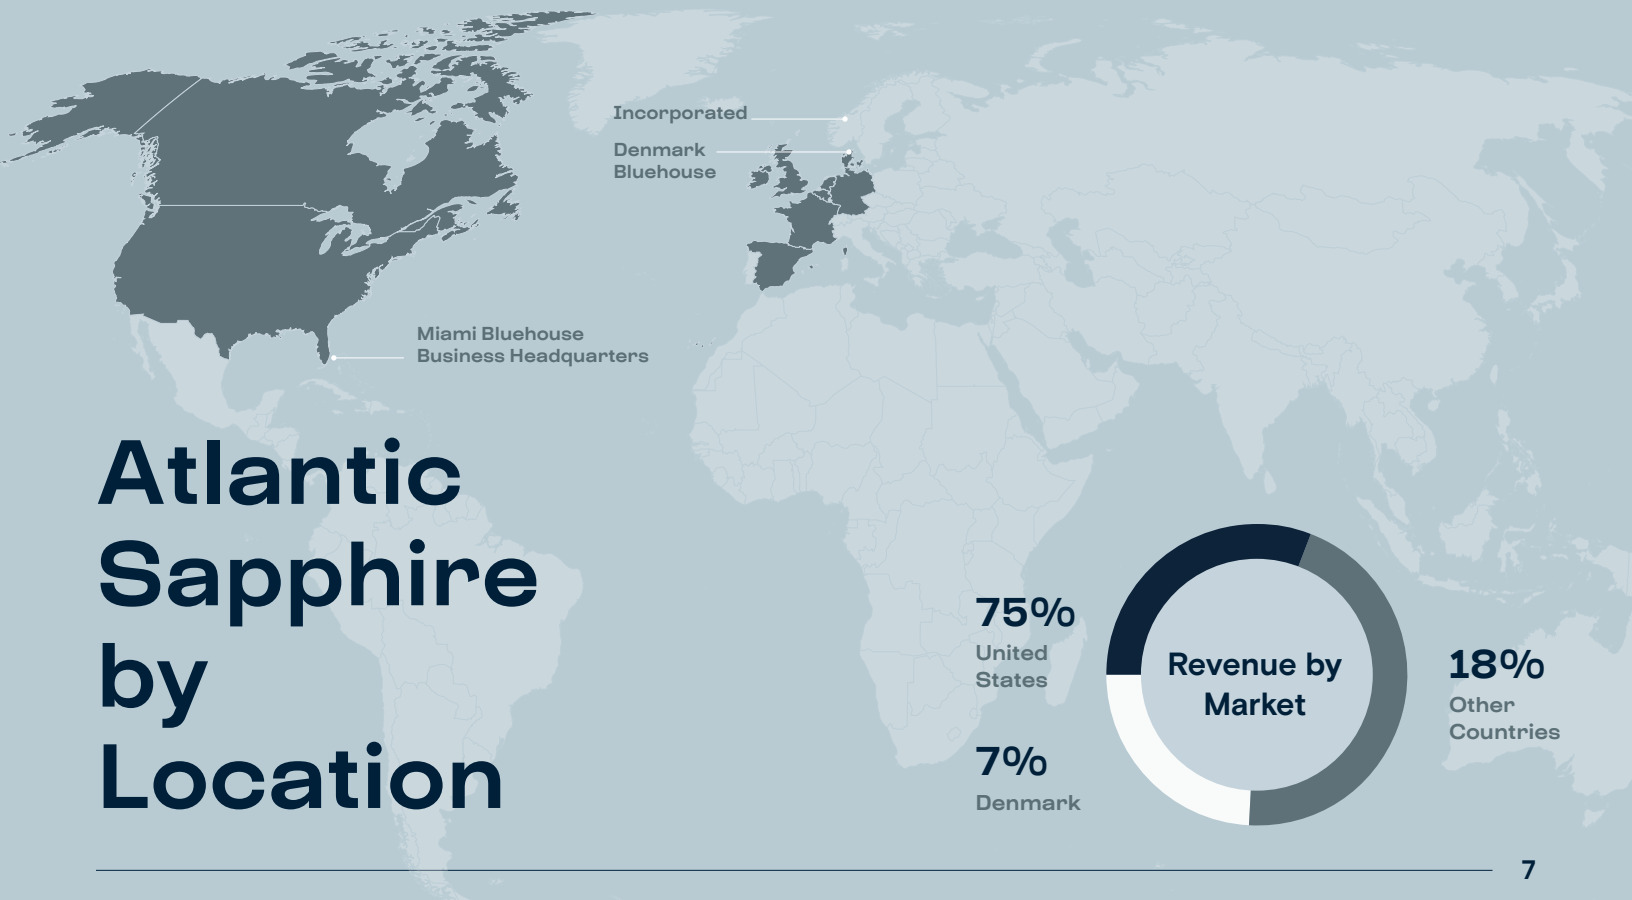 Incorporated
Denmark
Bluehouse
Miami Bluehouse
Business Headquarters
Atlantic
Sapphire
by
Location
75%
United
States
7%
Denmark
Revenue by
Market
18%
Other
Countries
7